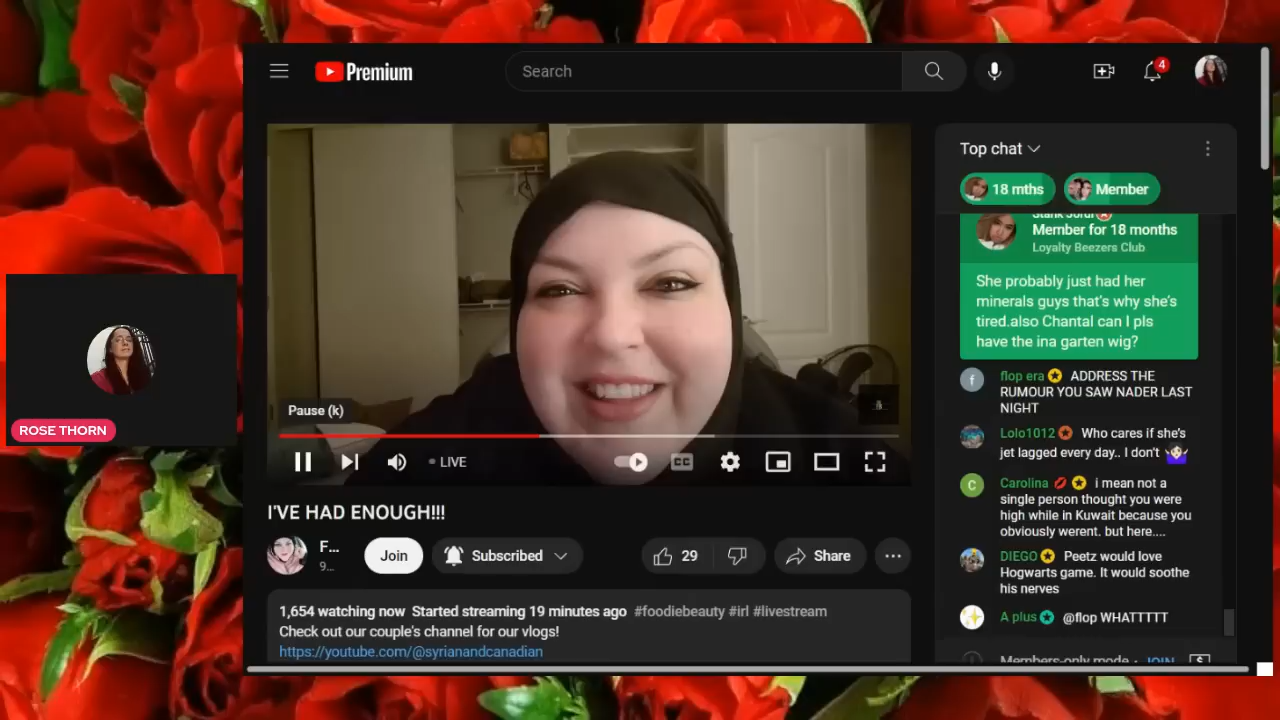 Premium
Search
4
Top chat
18 mths
Member
Member for 18 months
Loyalty Beezers Club
She probably just had her
minerals guys that's why she's
tired.also Chantal can I pls
have the ina garten wig?
flop era ADDRESS THE
RUMOUR YOU SAW NADER LAST
NIGHT
Lolo1012 Who cares if she's
jet lagged every day.. I don't
C
Carolina i mean not a
single person thought you were
high while in Kuwait because you
obviously werent. but here....
DIEGO Peetz would love
Hogwarts game. It would soothe
his nerves
A plus @flop WHATTTTT
Members-only mode · JOIN
ROSE THORN
Pause (k)
LIVE
CC
I'VE HAD ENOUGH!!!
F...
9...
Join
Subscribed
29
Share
1,654 watching now Started streaming 19 minutes ago #foodiebeauty #irl #livestream
Check out our couple's channel for our vlogs!
https://youtube.com/@syrianandcanadian